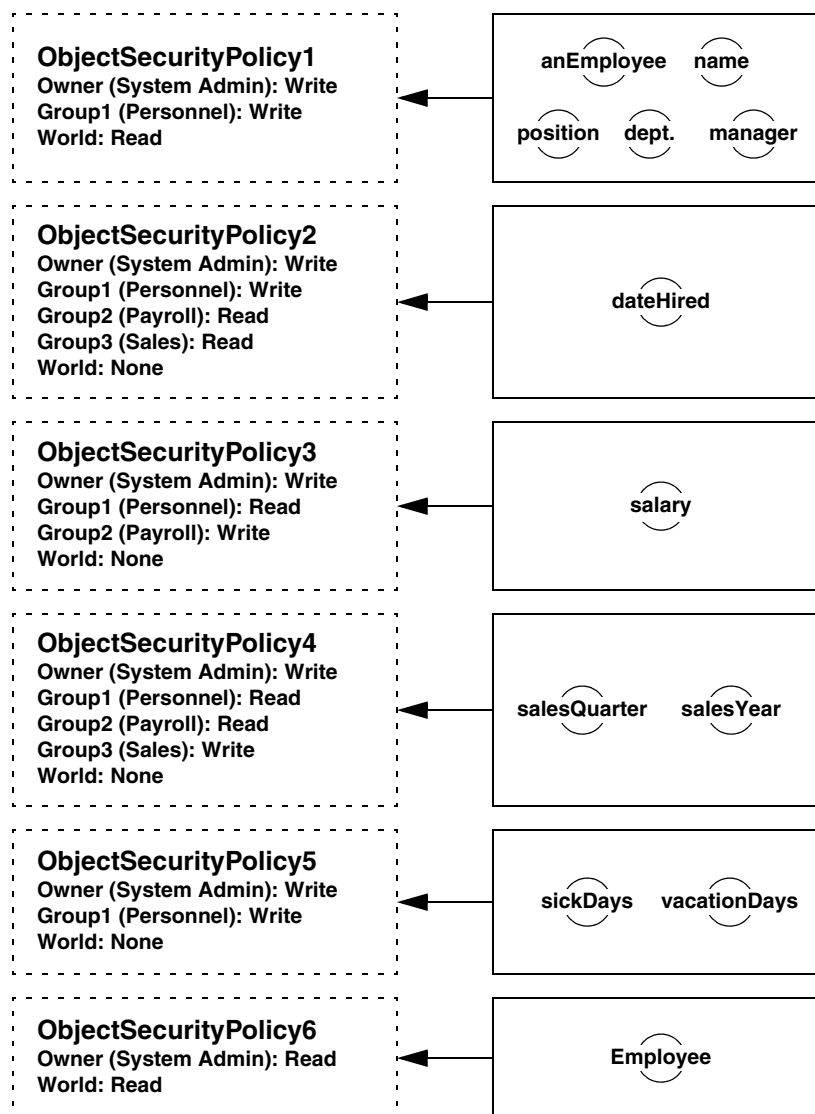 ObjectSecurityPolicy1
Owner (System Admin): Write
Group1 (Personnel): Write
World: Read
anEmployee name
position dept. manager
ObjectSecurityPolicy2
Owner (System Admin): Write
Group1 (Personnel): Write
Group2 (Payroll): Read
Group3 (Sales): Read
World: None
dateHired
ObjectSecurityPolicy3
Owner (System Admin): Write
Group1 (Personnel): Read
Group2 (Payroll): Write
World: None
salary
ObjectSecurityPolicy4
Owner (System Admin): Write
Group1 (Personnel): Read
Group2 (Payroll): Read
Group3 (Sales): Write
World: None
salesQuarter salesYear
ObjectSecurityPolicy5
Owner (System Admin): Write
Group1 (Personnel): Write
World: None
sickDays vacationDays
ObjectSecurityPolicy6
Owner (System Admin): Read
World: Read
Employee